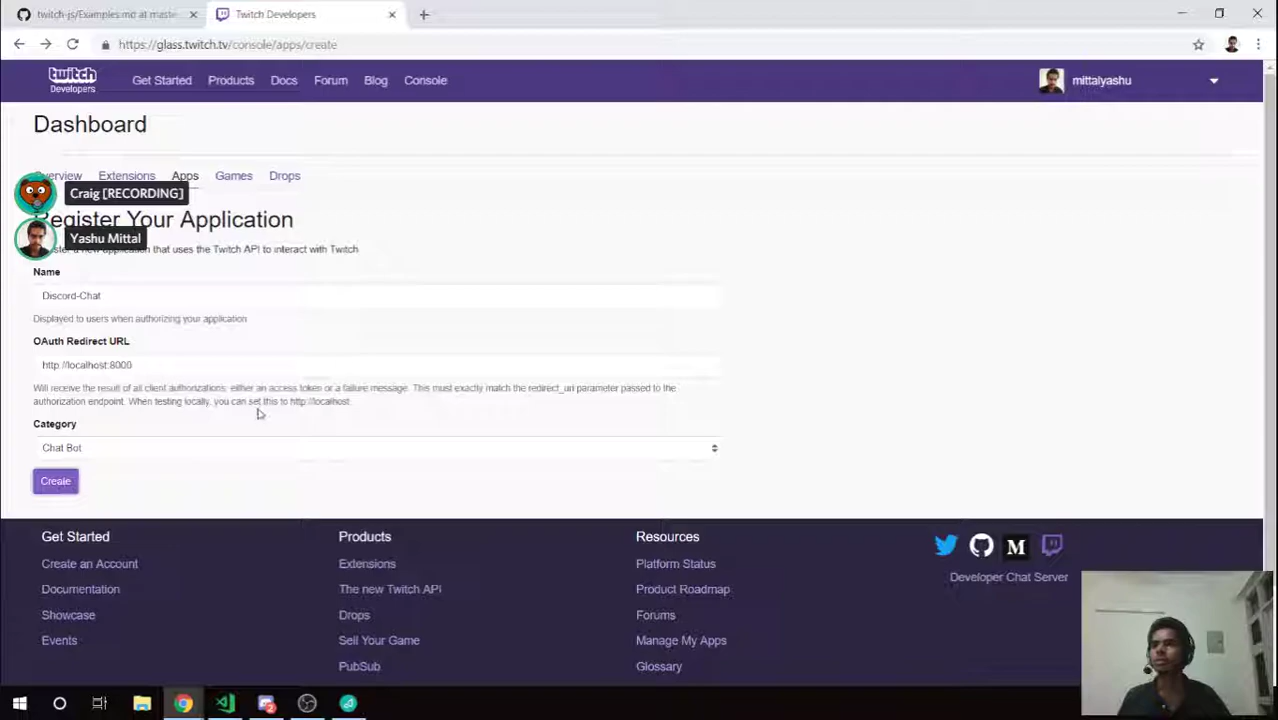 twitch-js/Examples.md at maste
Twitch Developers
https://glass.twitch.tv/console/apps/create
twitch
Developers
Get Started
Products
Docs
Forum
Blog
Console
mittalyashu
Dashboard
Overview
Extensions
Apps
Games
Drops
Craig [RECORDING]
Register Your Application
Yashu Mittal
application that uses the Twitch API to interact with Twitch
Name
Discord-Chat
Displayed to users when authorizing your application
OAuth Redirect URL
http://localhost:8000
Will receive the result of all client authorizations: either an access token or a failure message. This must exactly match the redirect_uri parameter passed to the
authorization endpoint. When testing locally, you can set this to http://localhost.
Category
Chat Bot
Create
Get Started
Create an Account
Documentation
Showcase
Events
Products
Extensions
The new Twitch API
Drops
Sell Your Game
PubSub
Resources
Platform Status
Product Roadmap
Forums
Manage My Apps
Glossary
M
Developer Chat Server